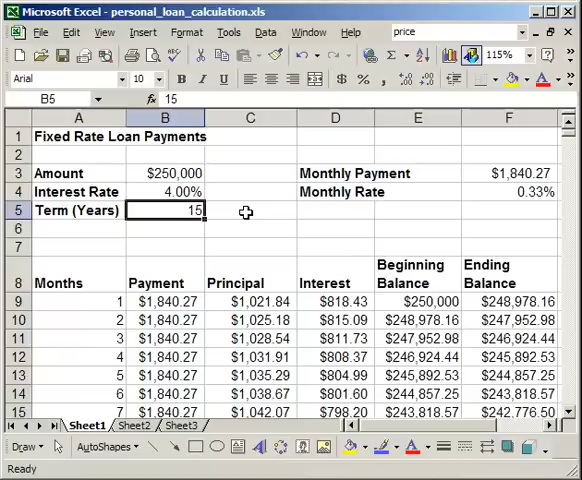 Microsoft Excel - personal_loan_calculation.xls
File Edit View Insert Format Tools Data Window Help price
Σ 115%
Arial 10 B I U $ % ,
B5 fx 15
A B C D E F
1 Fixed Rate Loan Payments
2
3 Amount $250,000 Monthly Payment $1,840.27
4 Interest Rate 4.00% Monthly Rate 0.33%
5 Term (Years) 15
6
7
Beginning Ending
8 Months Payment Principal Interest Balance Balance
9 1 $1,840.27 $1,021.84 $818.43 $250,000 $248,978.16
10 2 $1,840.27 $1,025.18 $815.09 $248,978.16 $247,952.98
11 3 $1,840.27 $1,028.54 $811.73 $247,952.98 $246,924.44
12 4 $1,840.27 $1,031.91 $808.37 $246,924.44 $245,892.53
13 5 $1,840.27 $1,035.29 $804.99 $245,892.53 $244,857.25
14 6 $1,840.27 $1,038.67 $801.60 $244,857.25 $243,818.57
15 7 $1,840.27 $1,042.07 $798.20 $243,818.57 $242,776.50
Sheet1 Sheet2 Sheet3
Draw AutoShapes
Ready